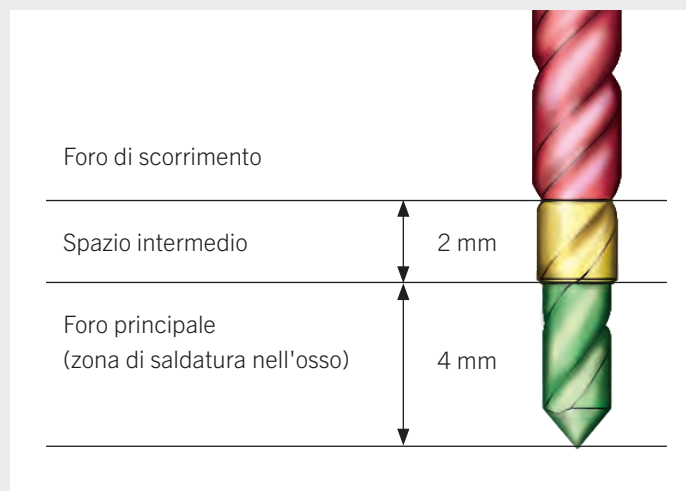 Foro di scorrimento
Spazio intermedio
2 mm
Foro principale
(zona di saldatura nell'osso)
4 mm